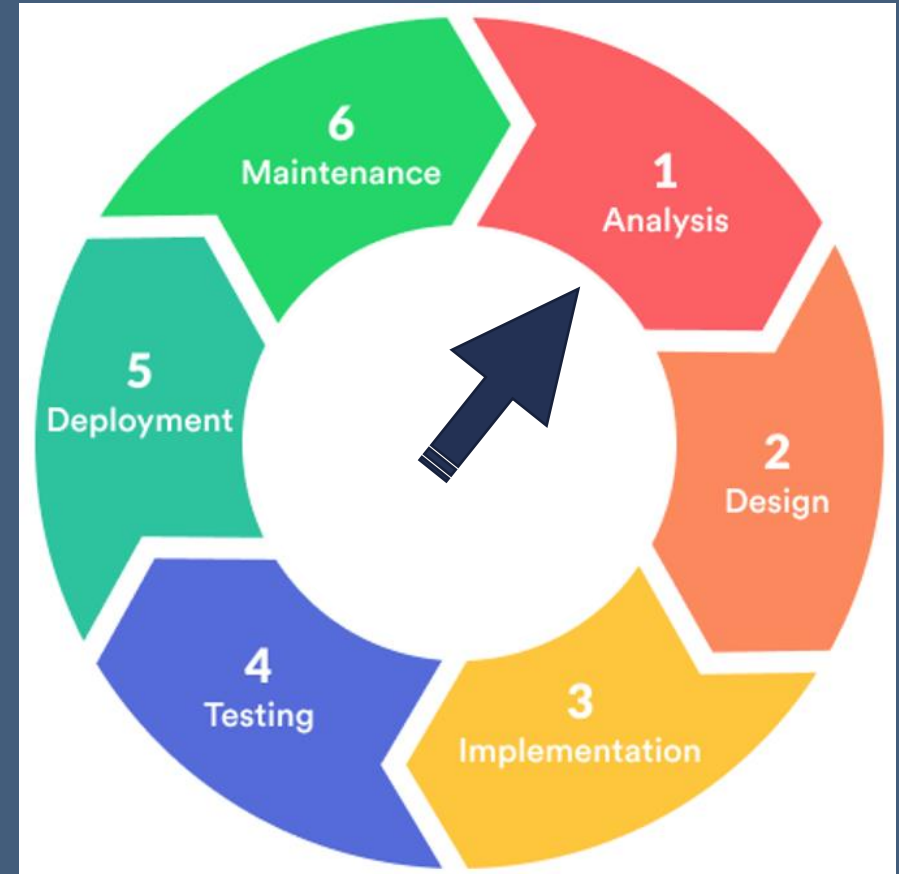 1
Analysis
2
Design
3
Implementation
4
Testing
5
Deployment
6
Maintenance